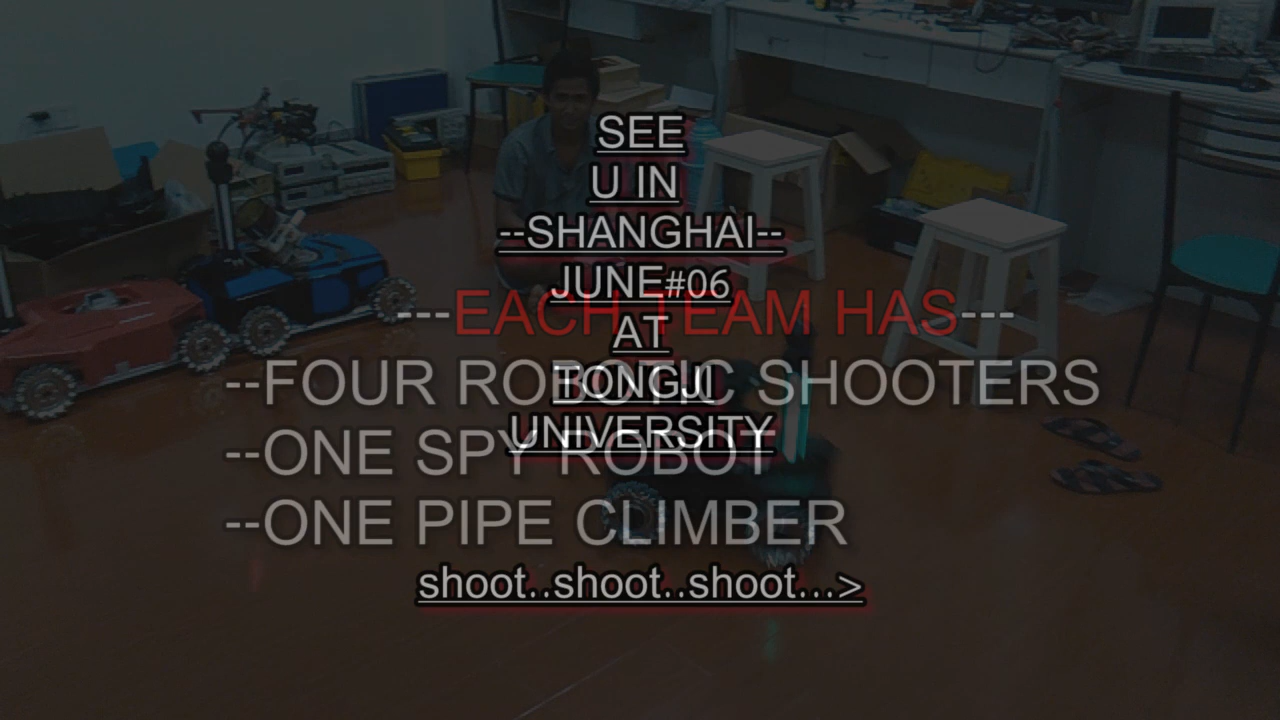 SEE
U IN
--SHANGHAI--
JUNE#06
---EACH TEAM HAS---
AT
--FOUR ROBOTIC SHOOTERS
TONGJI
UNIVERSITY
--ONE SPY ROBOT
--ONE PIPE CLIMBER
shoot..shoot..shoot...>